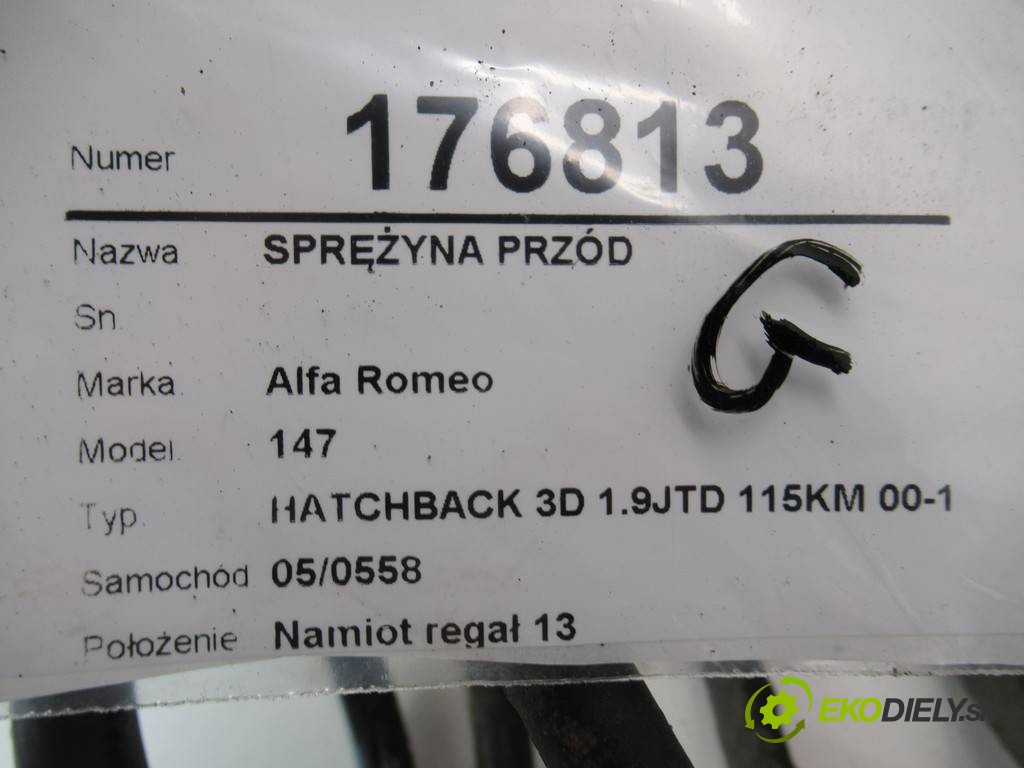 Numer 176813
Nazwa SPRĘŻYNA PRZÓD
Sn.
Marka. Alfa Romeo
Model. 147
Typ. HATCHBACK 3D 1.9JTD 115KM 00-1
Samochód 05/0558
Położenie Namiot regał 13
G
EKODIELY.s